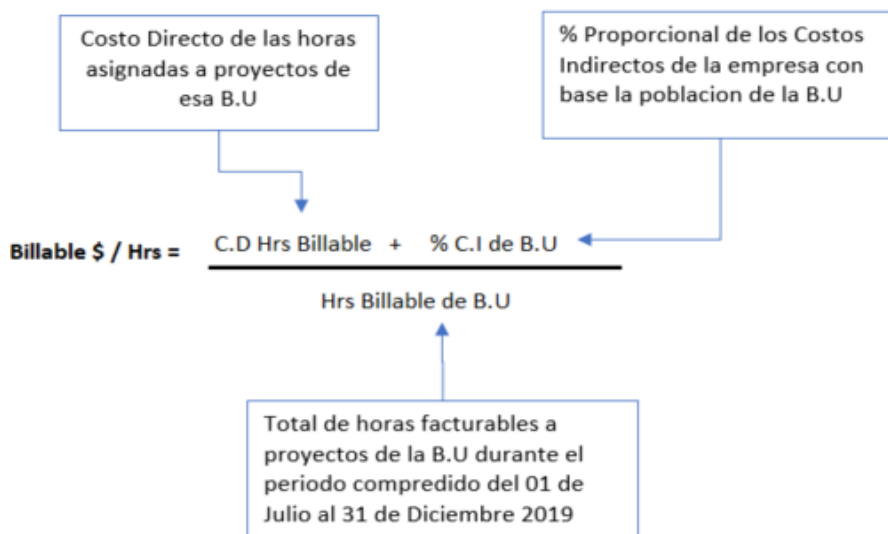 Costo Directo de las horas
asignadas a proyectos de
esa B.U
% Proporcional de los Costos
Indirectos de la empresa con
base la poblacion de la B.U
Billable $ / Hrs =
C.D Hrs Billable + % C.I de B.U
Hrs Billable de B.U
Total de horas facturables a
proyectos de la B.U durante el
periodo compredido del 01 de
Julio al 31 de Diciembre 2019